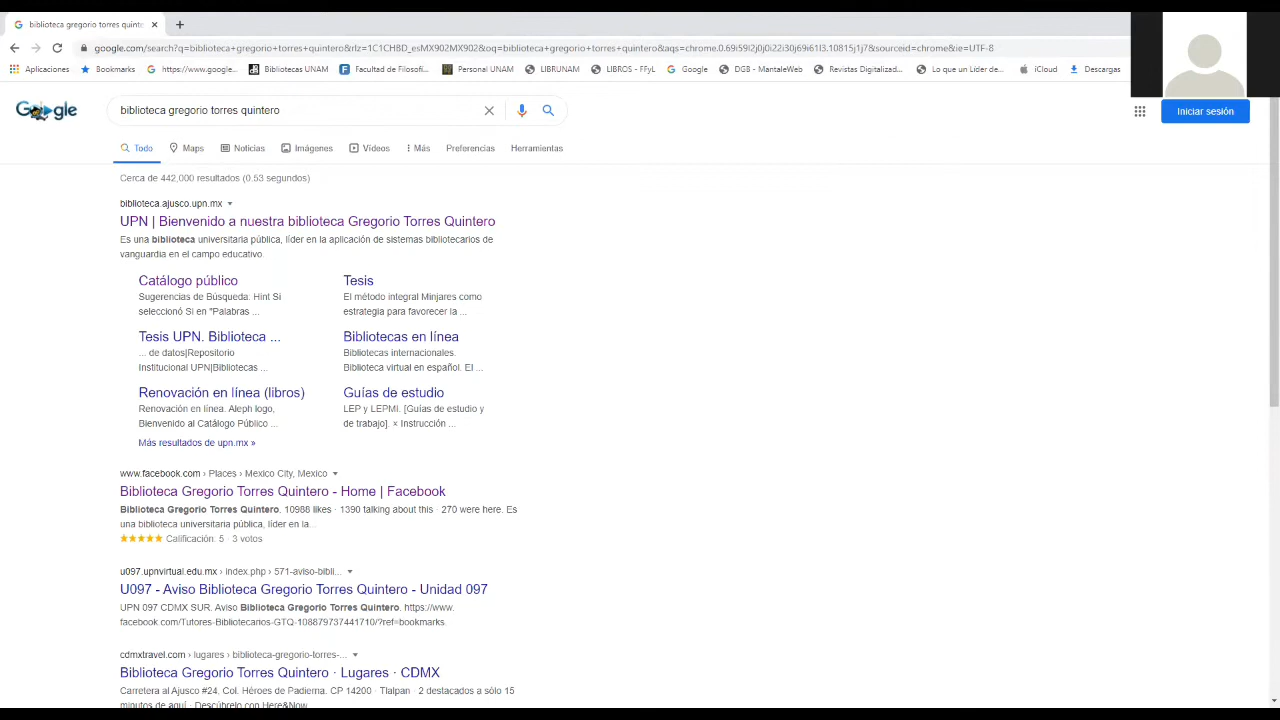 biblioteca gregorio torres quinte
google.com/search?q=biblioteca+gregorio+torres+quintero&rlz=1C1CHBD_esMX902MX902&oq=biblioteca+gregorio+torres+quintero&aqs=chrome.0.69i59l2j0j0i22i30j69i61l3.10815j1j7&sourceid=chrome&ie=UTF-8
Aplicaciones Bookmarks https://www.google... Bibliotecas UNAM Facultad de Filosofí... Personal UNAM LIBRUNAM LIBROS - FFyL Google DGB - MantaleWeb Revistas Digitalizad... Lo que un Líder de... iCloud Descargas
Google biblioteca gregorio torres quintero Iniciar sesión
Todo Maps Noticias Imágenes Vídeos Más Preferencias Herramientas
Cerca de 442,000 resultados (0.53 segundos)
biblioteca.ajusco.upn.mx
UPN | Bienvenido a nuestra biblioteca Gregorio Torres Quintero
Es una biblioteca universitaria pública, líder en la aplicación de sistemas bibliotecarios de
vanguardia en el campo educativo.
Catálogo público
Sugerencias de Búsqueda: Hint Si
seleccionó Si en "Palabras ...
Tesis
El método integral Minjares como
estrategia para favorecer la ...
Tesis UPN. Biblioteca ...
... de datos|Repositorio
Institucional UPN|Bibliotecas ...
Bibliotecas en línea
Bibliotecas internacionales.
Biblioteca virtual en español. El ...
Renovación en línea (libros)
Renovación en línea. Aleph logo,
Bienvenido al Catálogo Público ...
Guías de estudio
LEP y LEPMI. [Guías de estudio y
de trabajo]. × Instrucción ...
Más resultados de upn.mx »
www.facebook.com › Places › Mexico City, Mexico
Biblioteca Gregorio Torres Quintero - Home | Facebook
Biblioteca Gregorio Torres Quintero. 10988 likes · 1390 talking about this · 270 were here. Es
una biblioteca universitaria pública, líder en la...
Calificación: 5 · 3 votos
u097.upnvirtual.edu.mx › index.php › 571-aviso-bibli...
U097 - Aviso Biblioteca Gregorio Torres Quintero - Unidad 097
UPN 097 CDMX SUR. Aviso Biblioteca Gregorio Torres Quintero. https://www.
facebook.com/Tutores-Bibliotecarios-GTQ-108879737441710/?ref=bookmarks.
cdmxtravel.com › lugares › biblioteca-gregorio-torres-...
Biblioteca Gregorio Torres Quintero · Lugares · CDMX
Carretera al Ajusco #24, Col. Héroes de Padierna. CP 14200 · Tlalpan · 2 destacados a sólo 15
minutos de aquí · Descúbrelo con Here&Now